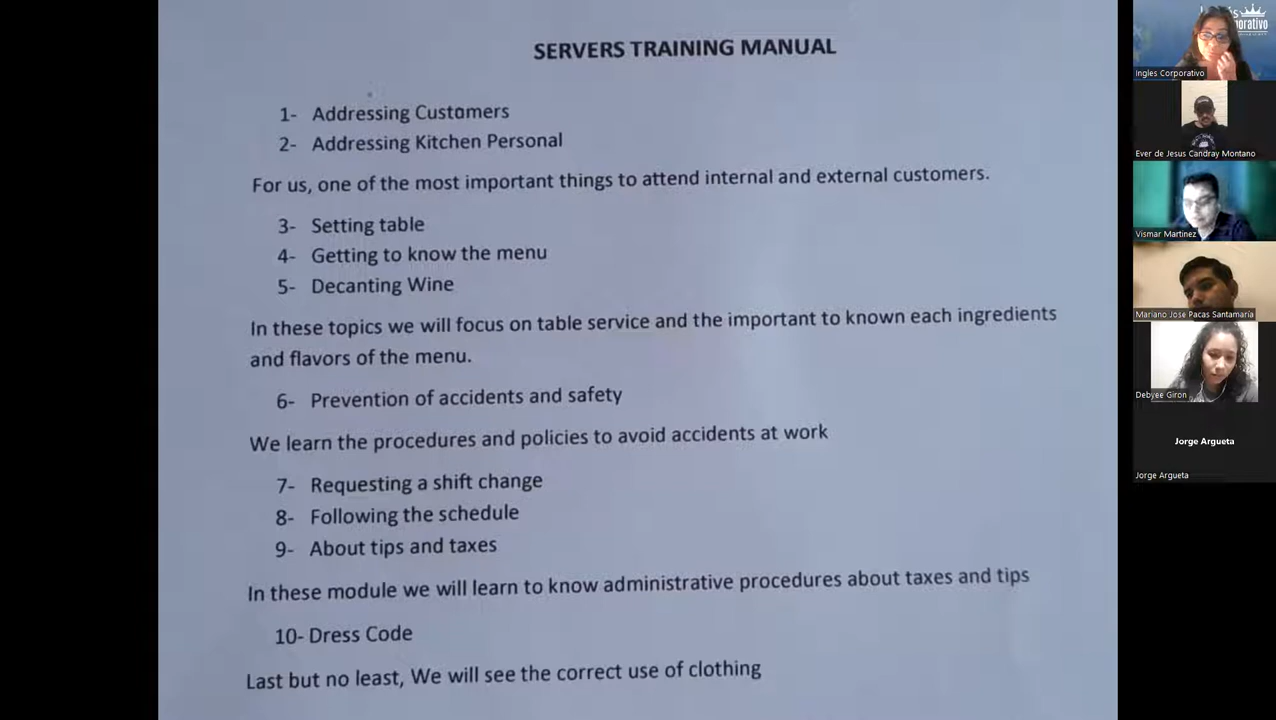 SERVERS TRAINING MANUAL
1- Addressing Customers
2- Addressing Kitchen Personal
For us, one of the most important things to attend internal and external customers.
3- Setting table
4- Getting to know the menu
5- Decanting Wine
In these topics we will focus on table service and the important to known each ingredients
and flavors of the menu.
6- Prevention of accidents and safety
We learn the procedures and policies to avoid accidents at work
7- Requesting a shift change
8- Following the schedule
9- About tips and taxes
In these module we will learn to know administrative procedures about taxes and tips
10- Dress Code
Last but no least, We will see the correct use of clothing
Ingles Corporativo
Ever de Jesus Candray Montano
Vismar Martinez
Mariano Jose Pacas Santamaría
Debyee Giron
Jorge Argueta
Jorge Argueta